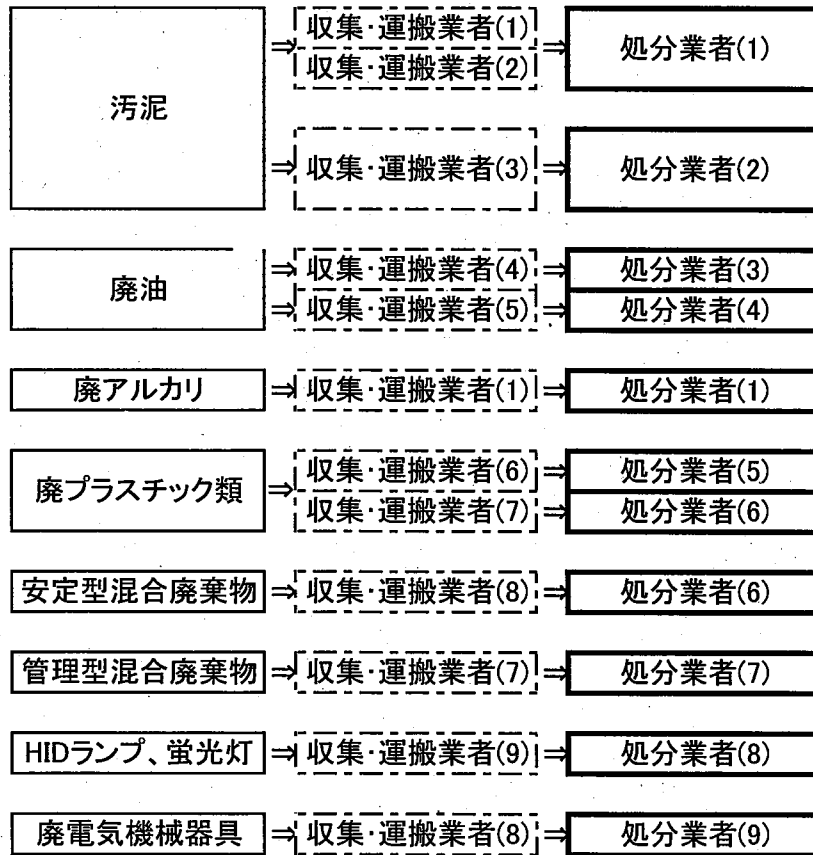 汚泥
⇒ 収集·運搬業者(1) ⇒ 処分業者(1)
収集·運搬業者(2)
⇒ 収集·運搬業者(3) ⇒ 処分業者(2)
廃油
⇒ 収集·運搬業者(4) ⇒ 処分業者(3)
⇒ 収集·運搬業者(5) ⇒ 処分業者(4)
廃アルカリ ⇒ 収集·運搬業者(1) ⇒ 処分業者(1)
廃プラスチック類 ⇒ 収集·運搬業者(6) ⇒ 処分業者(5)
収集·運搬業者(7) ⇒ 処分業者(6)
安定型混合廃棄物 ⇒ 収集·運搬業者(8) ⇒ 処分業者(6)
管理型混合廃棄物 ⇒ 収集·運搬業者(7) ⇒ 処分業者(7)
HIDランプ、蛍光灯 ⇒ 収集·運搬業者(9) ⇒ 処分業者(8)
廃電気機械器具 ⇒ 収集·運搬業者(8) ⇒ 処分業者(9)